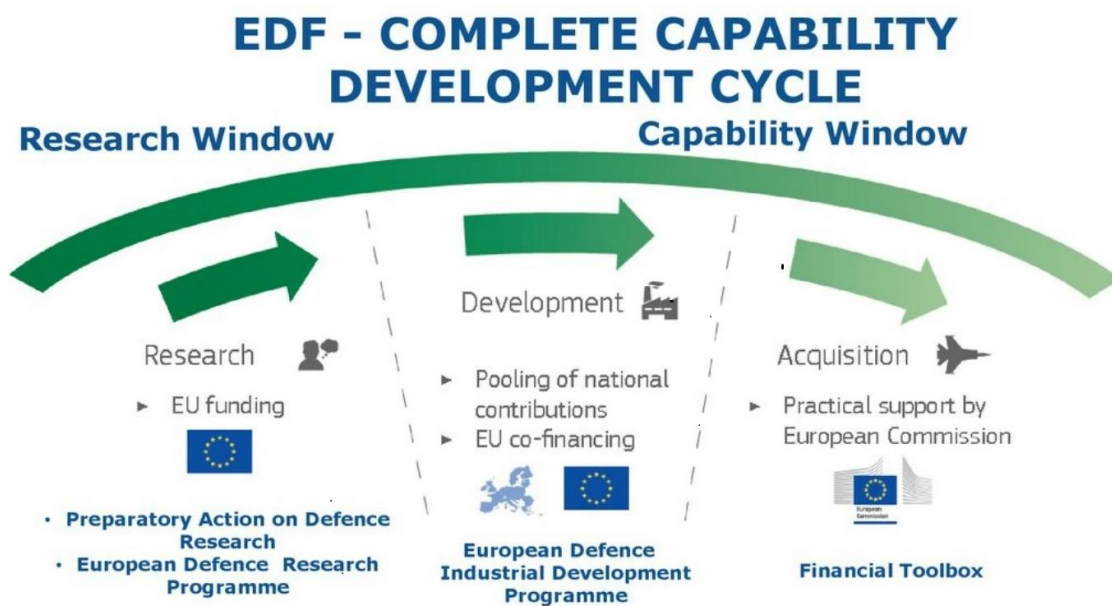 EDF - COMPLETE CAPABILITY
DEVELOPMENT CYCLE
Research Window
Capability Window
Research
► EU funding
• Preparatory Action on Defence
Research
• European Defence Research
Programme
Development
► Pooling of national
contributions
► EU co-financing
European Defence
Industrial Development
Programme
Acquisition
► Practical support by
European Commission
European
Commission
Financial Toolbox